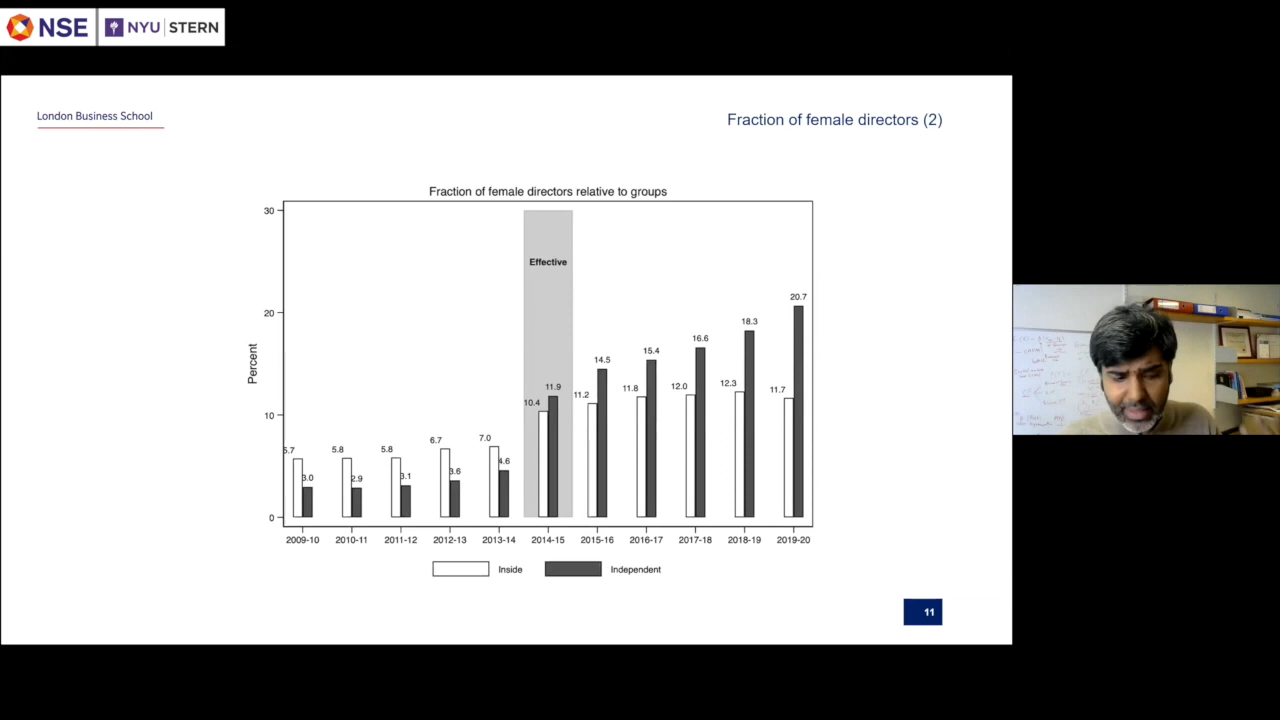 NSE NYU STERN
London Business School
Fraction of female directors (2)
Fraction of female directors relative to groups
Percent
30
20
10
0
Effective
5.7 3.0 5.8 2.9 5.8 3.1 6.7 3.6 7.0 4.6 10.4 11.9 11.2 14.5 11.8 15.4 12.0 16.6 12.3 18.3 11.7 20.7
2009-10 2010-11 2011-12 2012-13 2013-14 2014-15 2015-16 2016-17 2017-18 2018-19 2019-20
Inside Independent
11